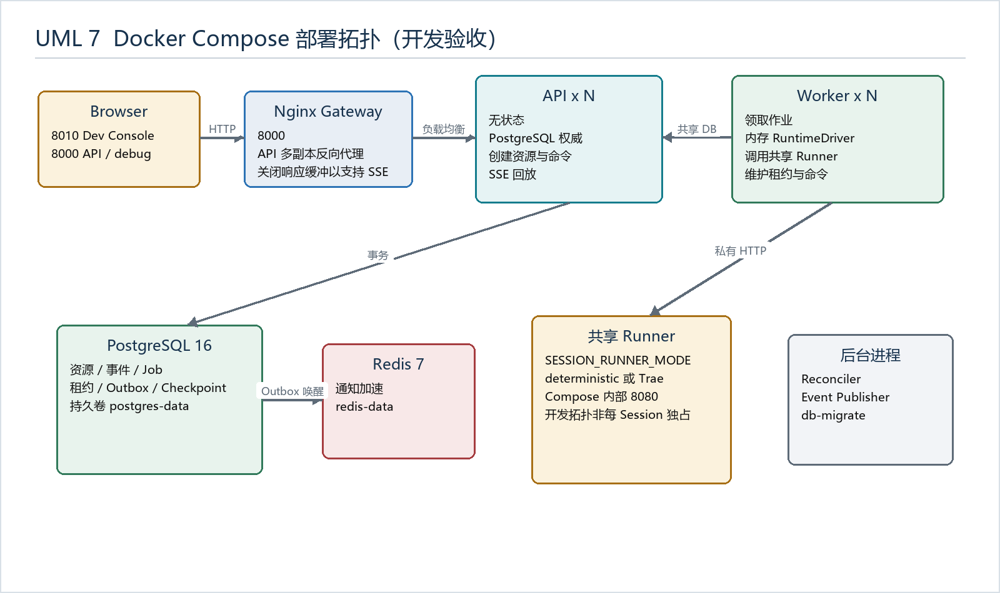 UML 7  Docker Compose 部署拓扑（开发验收）
Browser
8010 Dev Console
8000 API / debug
HTTP
Nginx Gateway
8000
API 多副本反向代理
关闭响应缓冲以支持 SSE
负载均衡
API x N
无状态
PostgreSQL 权威
创建资源与命令
SSE 回放
共享 DB
Worker x N
领取作业
内存 RuntimeDriver
调用共享 Runner
维护租约与命令
事务
私有 HTTP
PostgreSQL 16
资源 / 事件 / Job
租约 / Outbox / Checkpoint
持久卷 postgres-data
Outbox 唤醒
Redis 7
通知加速
redis-data
共享 Runner
SESSION_RUNNER_MODE
deterministic 或 Trae
Compose 内部 8080
开发拓扑非每 Session 独占
后台进程
Reconciler
Event Publisher
db-migrate